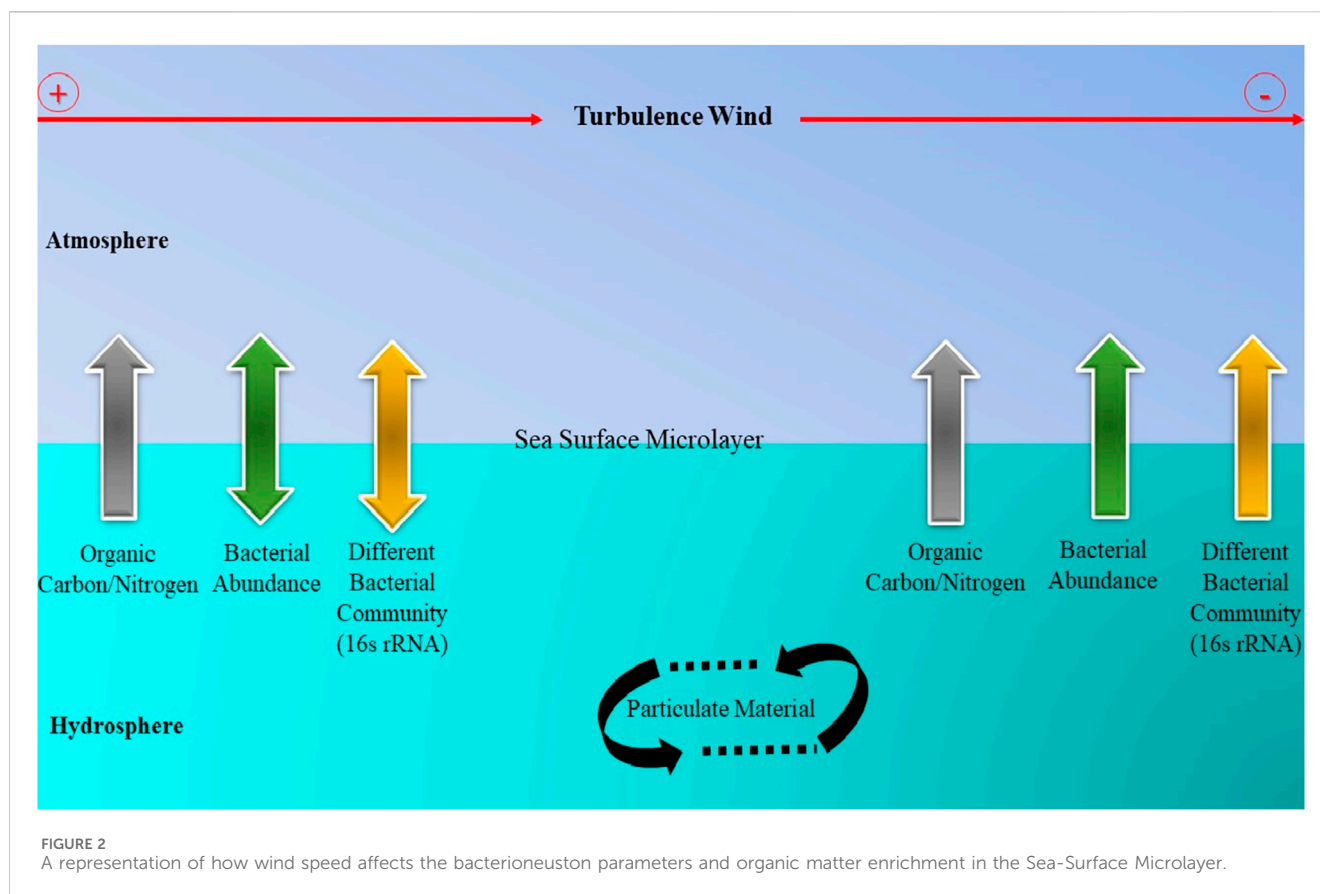 +
-
Turbulence Wind
Atmosphere
Sea Surface Microlayer
Organic
Carbon/Nitrogen
Bacterial
Abundance
Different
Bacterial
Community
(16s rRNA)
Organic
Carbon/Nitrogen
Bacterial
Abundance
Different
Bacterial
Community
(16s rRNA)
Particulate Material
Hydrosphere
FIGURE 2
A representation of how wind speed affects the bacterioneuston parameters and organic matter enrichment in the Sea-Surface Microlayer.